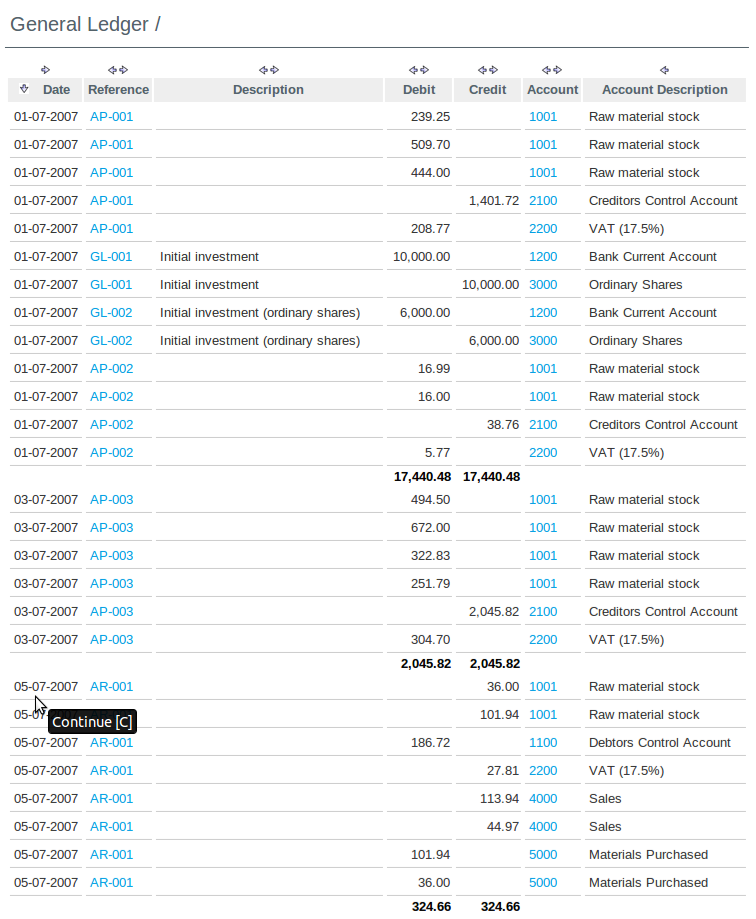 General Ledger /
Date Reference Description Debit Credit Account Account Description
01-07-2007 AP-001 239.25 1001 Raw material stock
01-07-2007 AP-001 509.70 1001 Raw material stock
01-07-2007 AP-001 444.00 1001 Raw material stock
01-07-2007 AP-001 1,401.72 2100 Creditors Control Account
01-07-2007 AP-001 208.77 2200 VAT (17.5%)
01-07-2007 GL-001 Initial investment 10,000.00 1200 Bank Current Account
01-07-2007 GL-001 Initial investment 10,000.00 3000 Ordinary Shares
01-07-2007 GL-002 Initial investment (ordinary shares) 6,000.00 1200 Bank Current Account
01-07-2007 GL-002 Initial investment (ordinary shares) 6,000.00 3000 Ordinary Shares
01-07-2007 AP-002 16.99 1001 Raw material stock
01-07-2007 AP-002 16.00 1001 Raw material stock
01-07-2007 AP-002 38.76 2100 Creditors Control Account
01-07-2007 AP-002 5.77 2200 VAT (17.5%)
17,440.48 17,440.48
03-07-2007 AP-003 494.50 1001 Raw material stock
03-07-2007 AP-003 672.00 1001 Raw material stock
03-07-2007 AP-003 322.83 1001 Raw material stock
03-07-2007 AP-003 251.79 1001 Raw material stock
03-07-2007 AP-003 2,045.82 2100 Creditors Control Account
03-07-2007 AP-003 304.70 2200 VAT (17.5%)
2,045.82 2,045.82
05-07-2007 AR-001 36.00 1001 Raw material stock
101.94 1001 Raw material stock
Continue [C]
05-07-2007 AR-001 186.72 1100 Debtors Control Account
05-07-2007 AR-001 27.81 2200 VAT (17.5%)
05-07-2007 AR-001 113.94 4000 Sales
05-07-2007 AR-001 44.97 4000 Sales
05-07-2007 AR-001 101.94 5000 Materials Purchased
05-07-2007 AR-001 36.00 5000 Materials Purchased
324.66 324.66